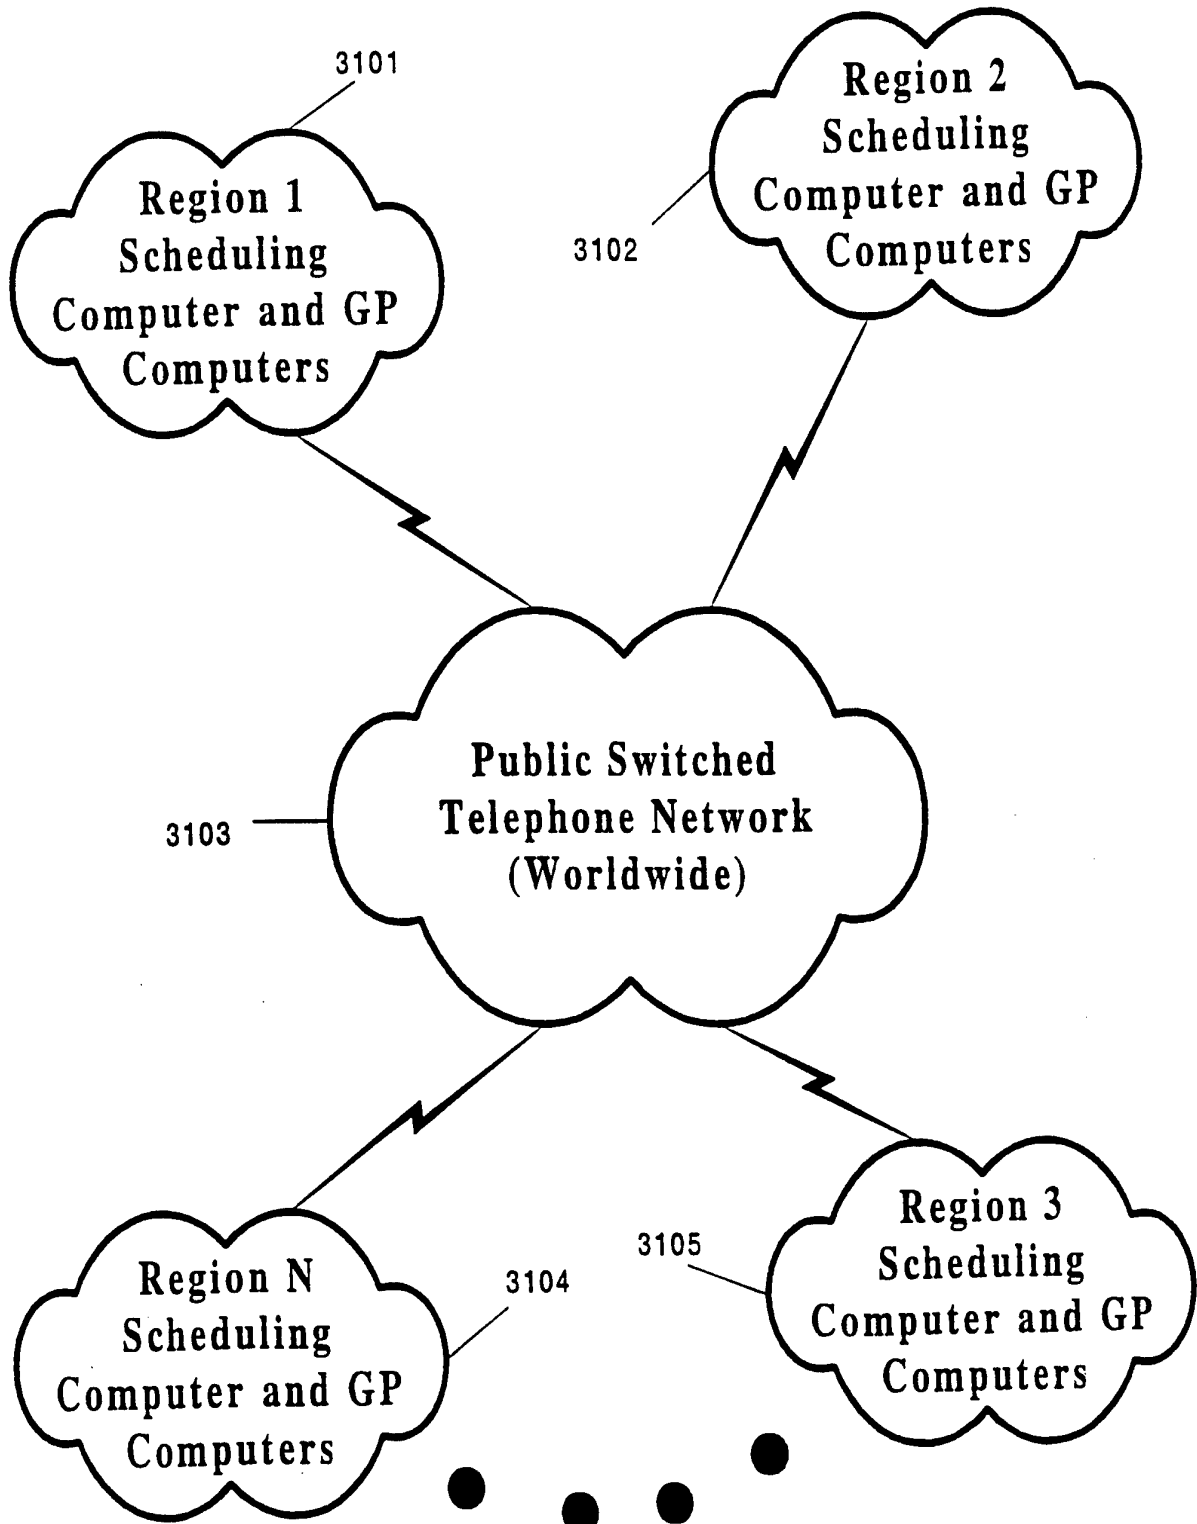 3101
Region 1
Scheduling
Computer and GP
Computers
Region 2
Scheduling
Computer and GP
Computers
3102
Public Switched
Telephone Network
(Worldwide)
3103
Region N
Scheduling
Computer and GP
Computers
3104
3105
Region 3
Scheduling
Computer and GP
Computers